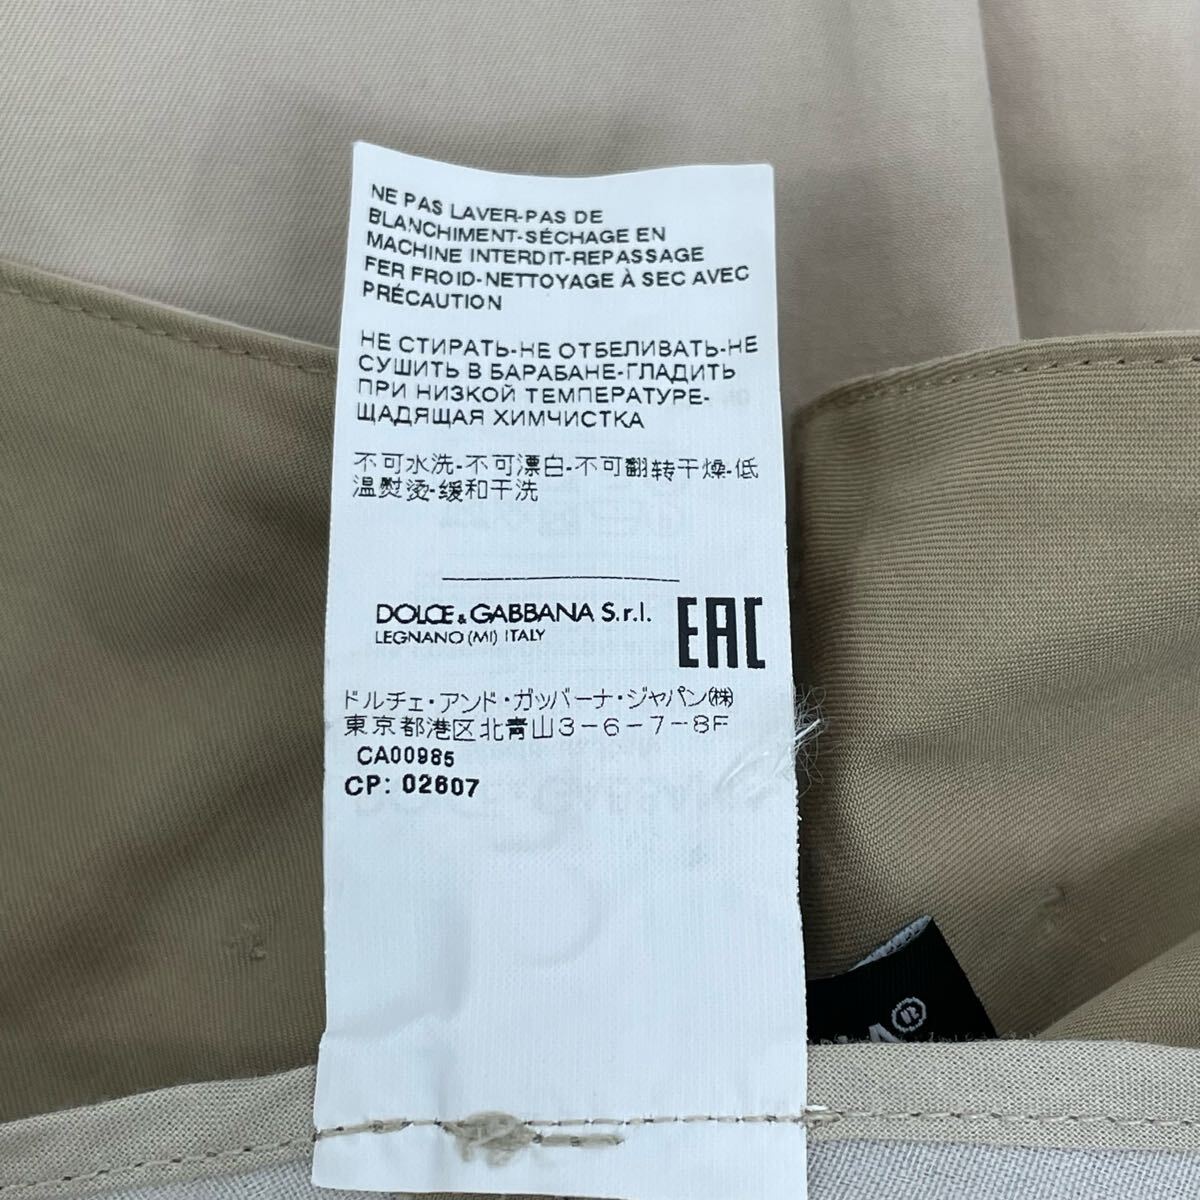 NE PAS LAVER-PAS DE
BLANCHIMENT-SÉCHAGE EN
MACHINE INTERDIT-REPASSAGE
FER FROID-NETTOYAGE À SEC AVEC
PRÉCAUTION
НЕ СТИРАТЬ-НЕ ОТБЕЛИВАТЬ-НЕ
СУШИТЬ В БАРАБАНЕ-ГЛАДИТЬ
ПРИ НИЗКОЙ ТЕМПЕРАТУРЕ-
ЩАДЯЩАЯ ХИМЧИСТКА
不可水洗-不可漂白-不可翻转干燥-低
温熨烫-缓和干洗
DOLCE & GABBANA S.r.l.
LEGNANO (MI) ITALY
EAC
ドルチェ・アンド・ガッバーナ・ジャパン㈱
東京都港区北青山3-6-7-8F
CA00985
CP: 02607